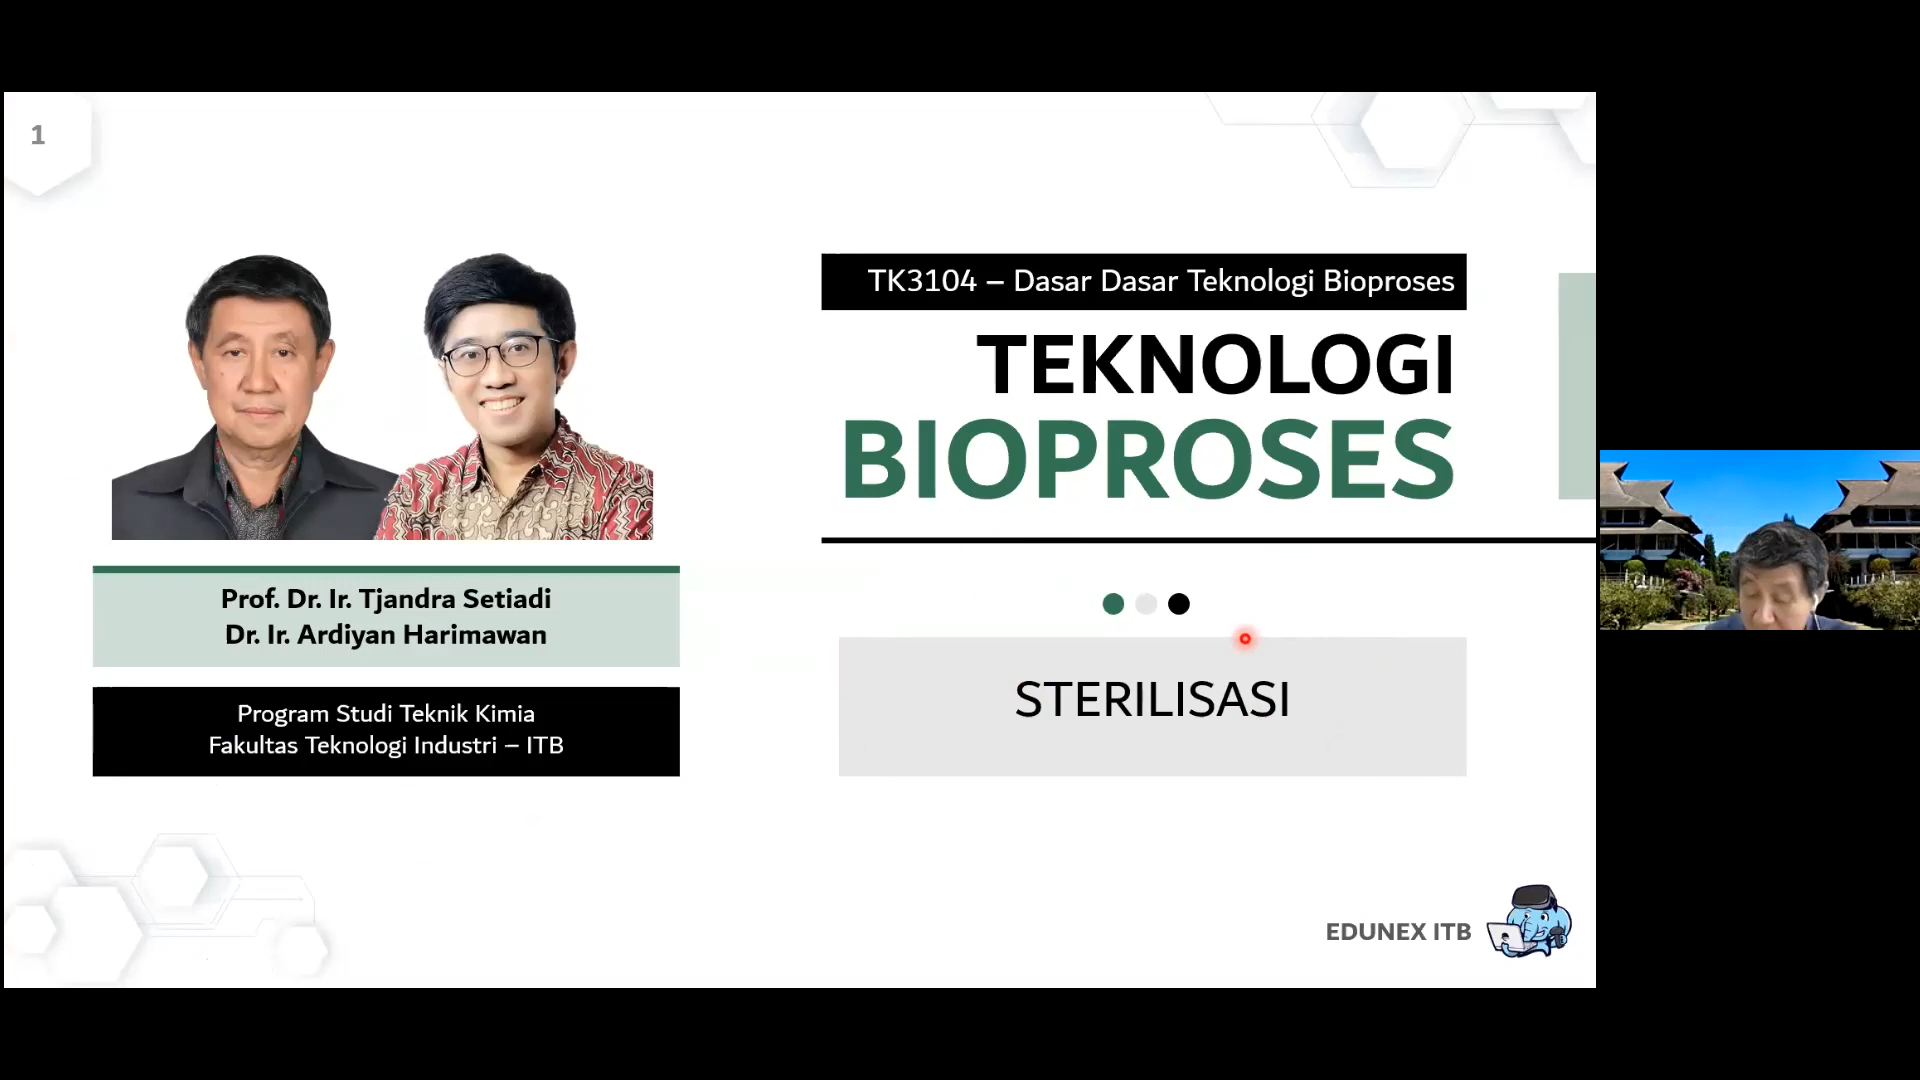 1
TK3104 – Dasar Dasar Teknologi Bioproses
TEKNOLOGI
BIOPROSES
Prof. Dr. Ir. Tjandra Setiadi
Dr. Ir. Ardiyan Harimawan
Program Studi Teknik Kimia
Fakultas Teknologi Industri – ITB
STERILISASI
EDUNEX ITB